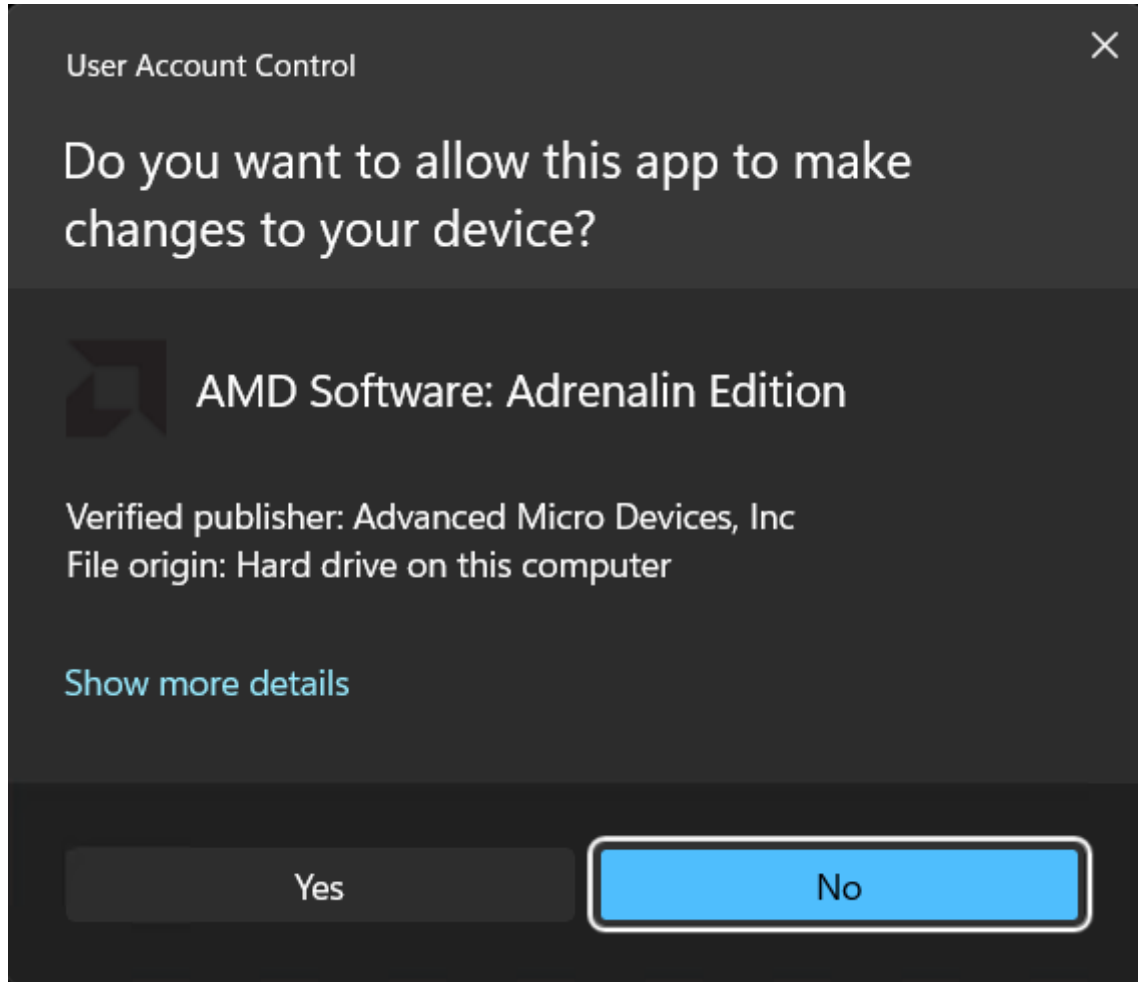 User Account Control
Do you want to allow this app to make
changes to your device?
AMD Software: Adrenalin Edition
Verified publisher: Advanced Micro Devices, Inc
File origin: Hard drive on this computer
Show more details
Yes
No